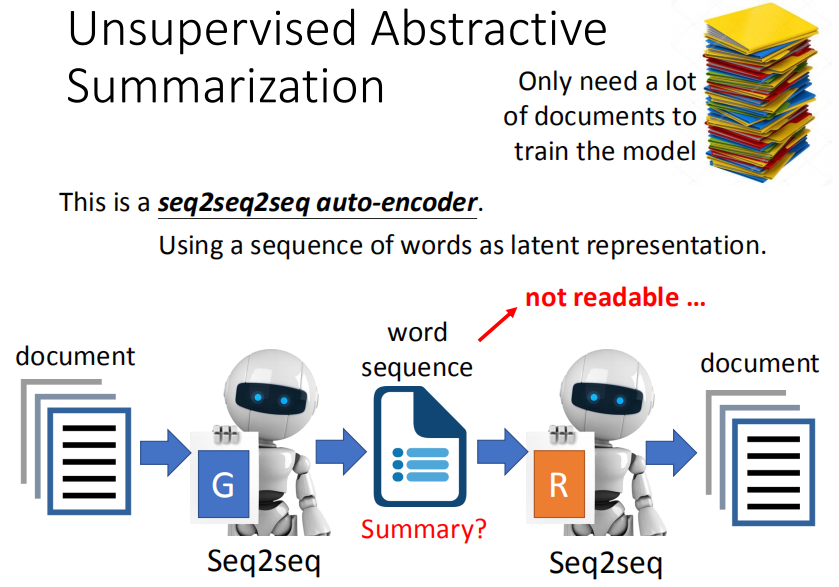 Unsupervised Abstractive
Summarization
Only need a lot
of documents to
train the model
This is a seq2seq2seq auto-encoder.
Using a sequence of words as latent representation.
not readable ...
word
sequence
document
document
G
R
Summary?
Seq2seq
Seq2seq